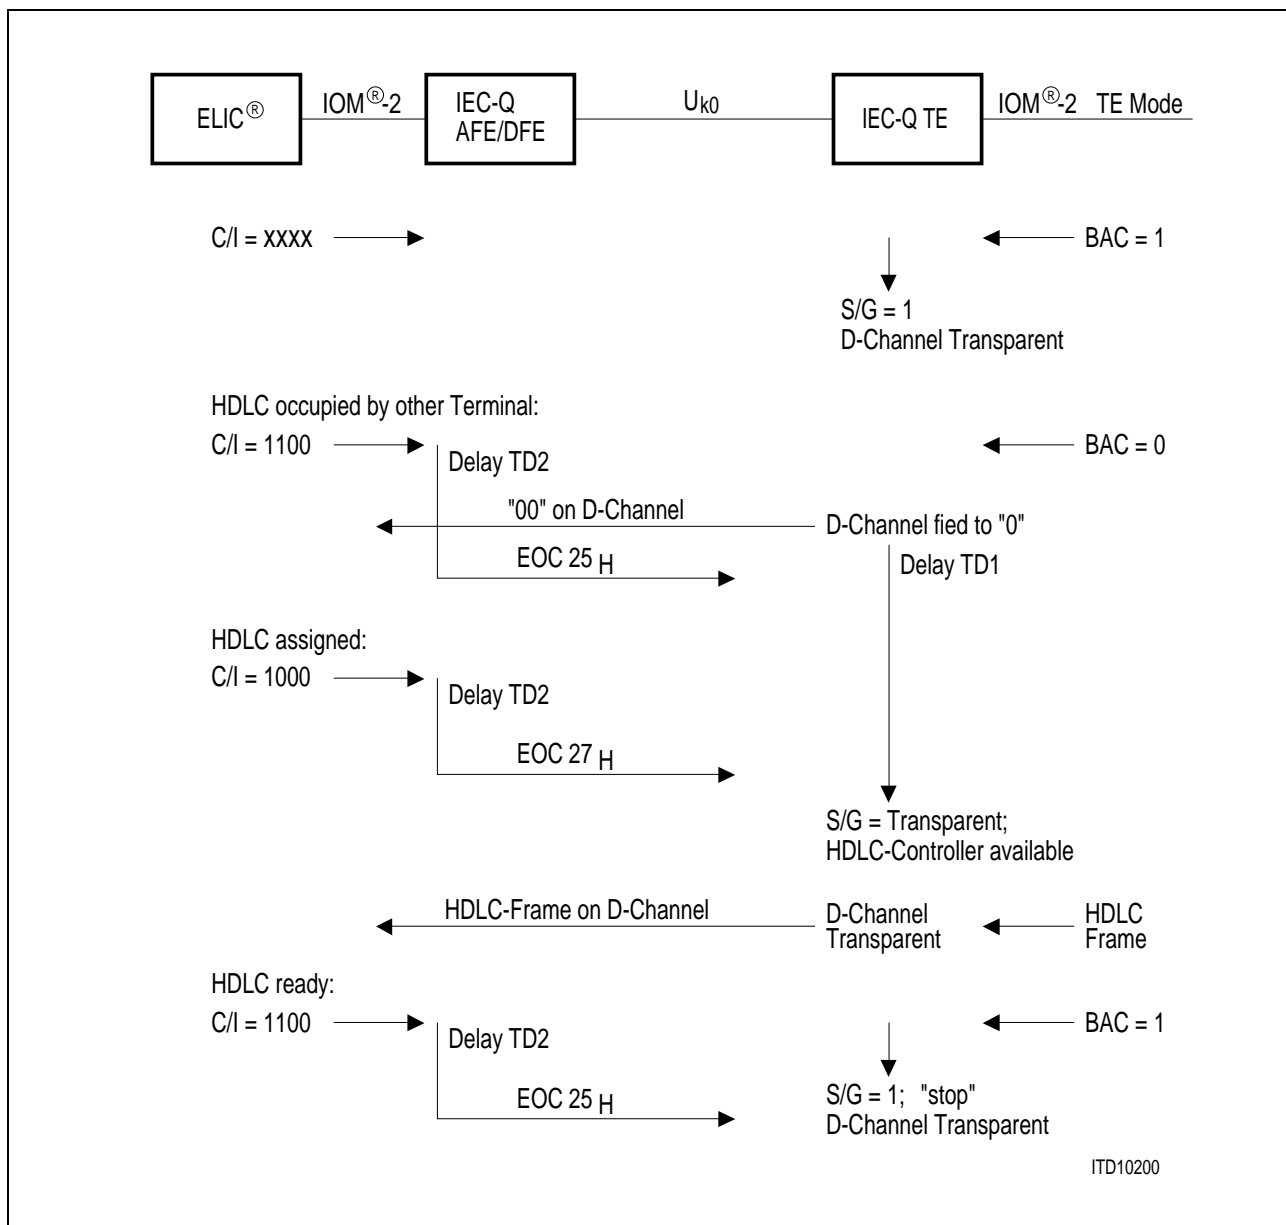 ELIC® IOM®-2 IEC-Q AFE/DFE Uk0 IEC-Q TE IOM®-2 TE Mode
C/I = XXXX BAC = 1
S/G = 1
D-Channel Transparent
HDLC occupied by other Terminal:
C/I = 1100 BAC = 0
Delay TD2
"00" on D-Channel D-Channel fied to "0"
EOC 25 H Delay TD1
HDLC assigned:
C/I = 1000
Delay TD2
EOC 27 H
S/G = Transparent;
HDLC-Controller available
HDLC-Frame on D-Channel D-Channel HDLC
Transparent Frame
HDLC ready:
C/I = 1100 BAC = 1
Delay TD2
EOC 25 H S/G = 1; "stop"
D-Channel Transparent
ITD10200